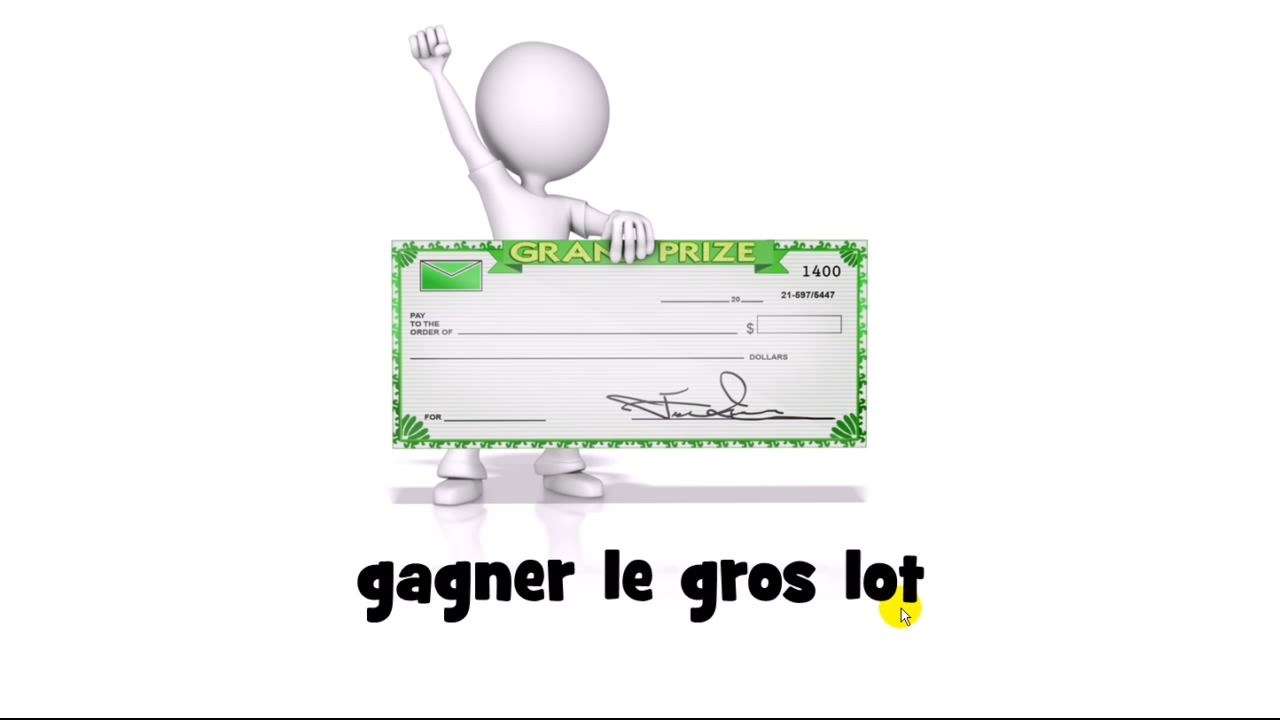 GRAN PRIZE
1400
20
21-597/5447
PAY
TO THE
ORDER OF
$
DOLLARS
FOR
gagner le gros lot